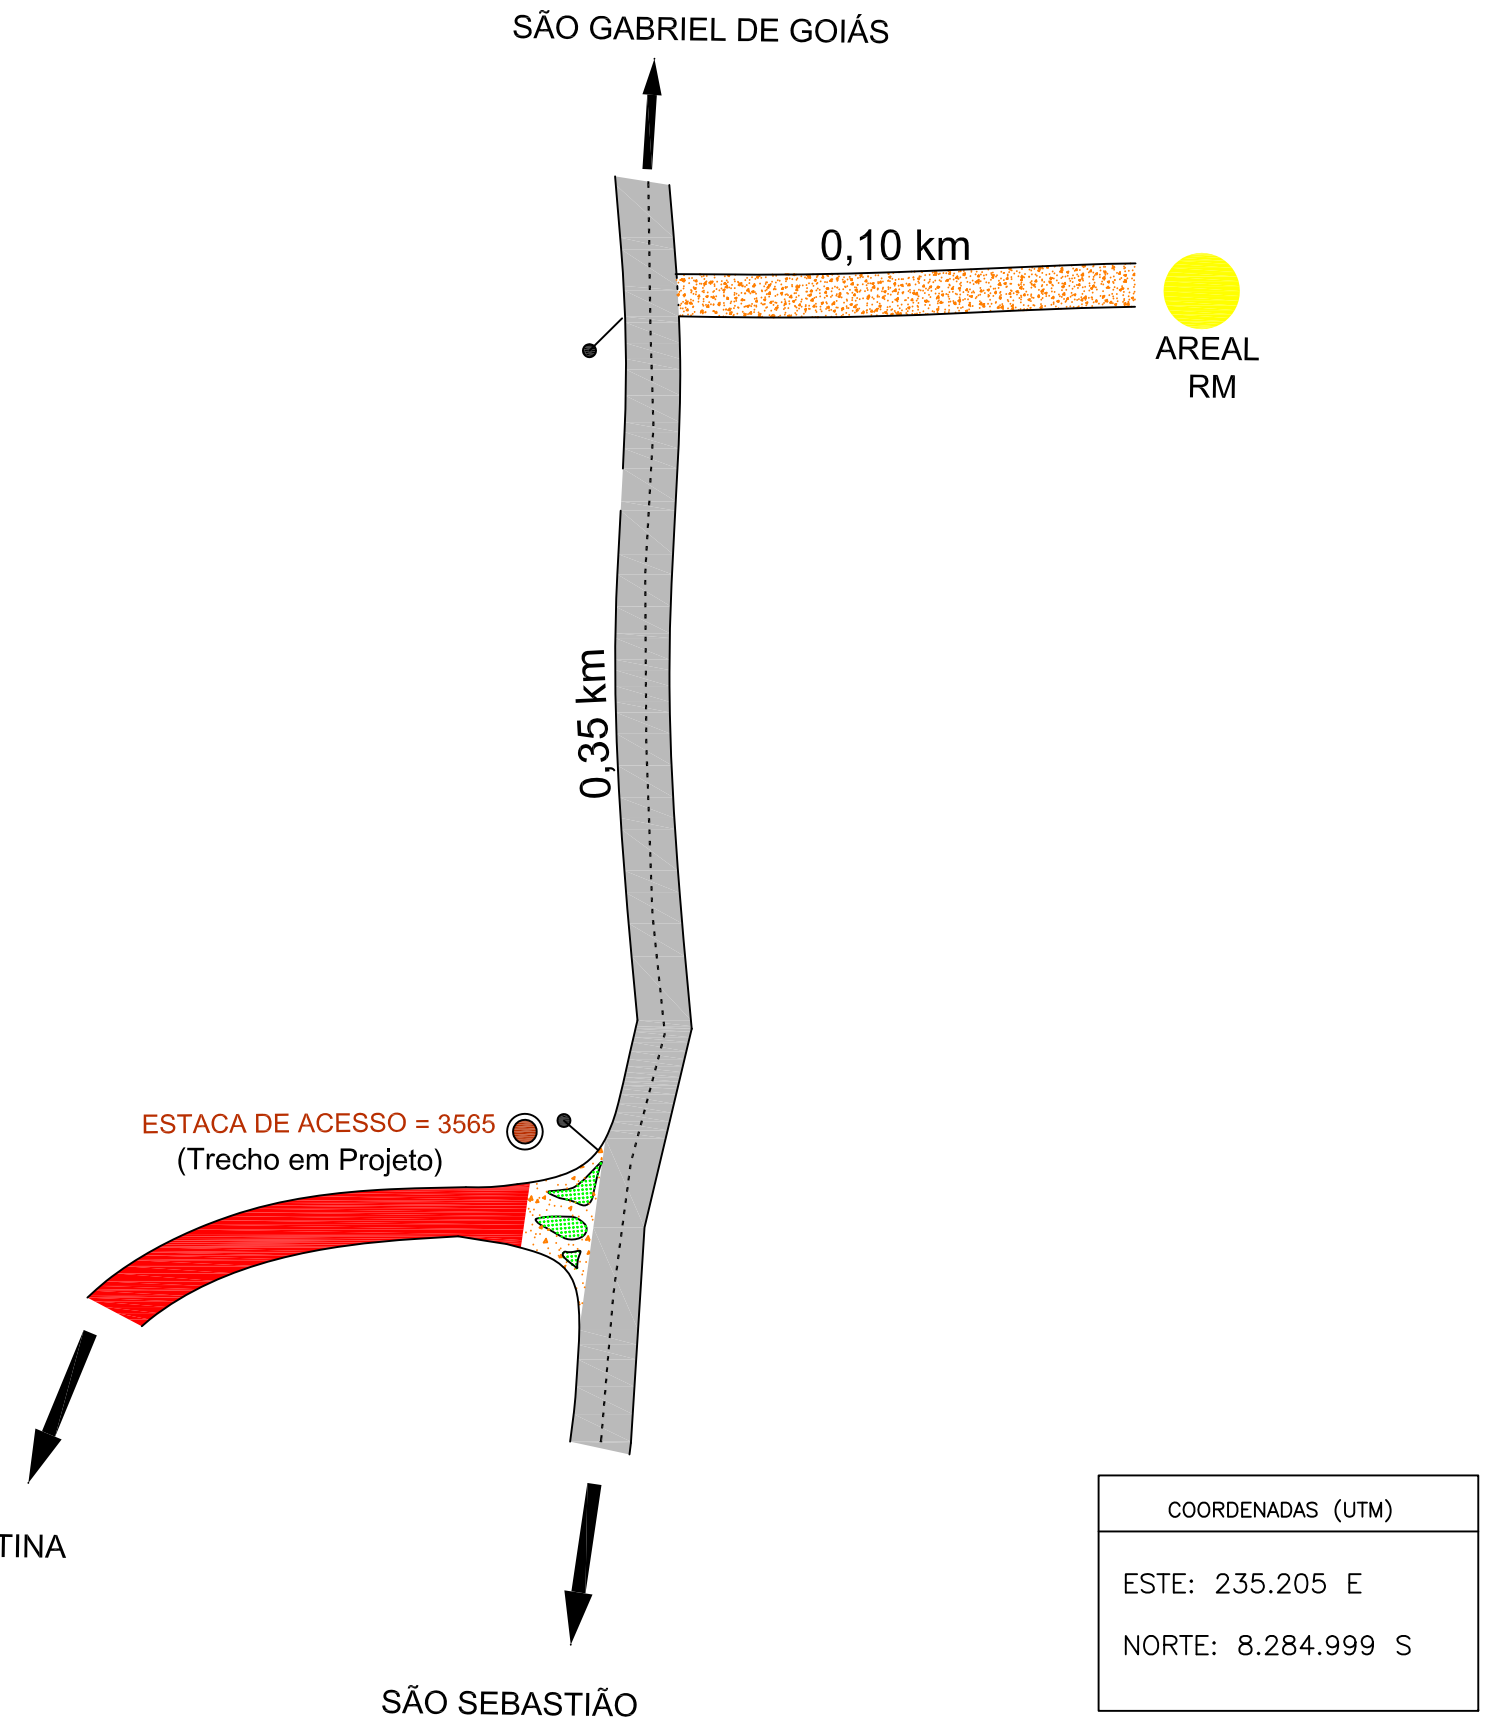 SÃO GABRIEL DE GOIÁS
0,10 km
AREAL
RM
0,35 km
ESTACA DE ACESSO = 3565
(Trecho em Projeto)
TINA
SÃO SEBASTIÃO
COORDENADAS (UTM)
ESTE: 235.205 E
NORTE: 8.284.999 S